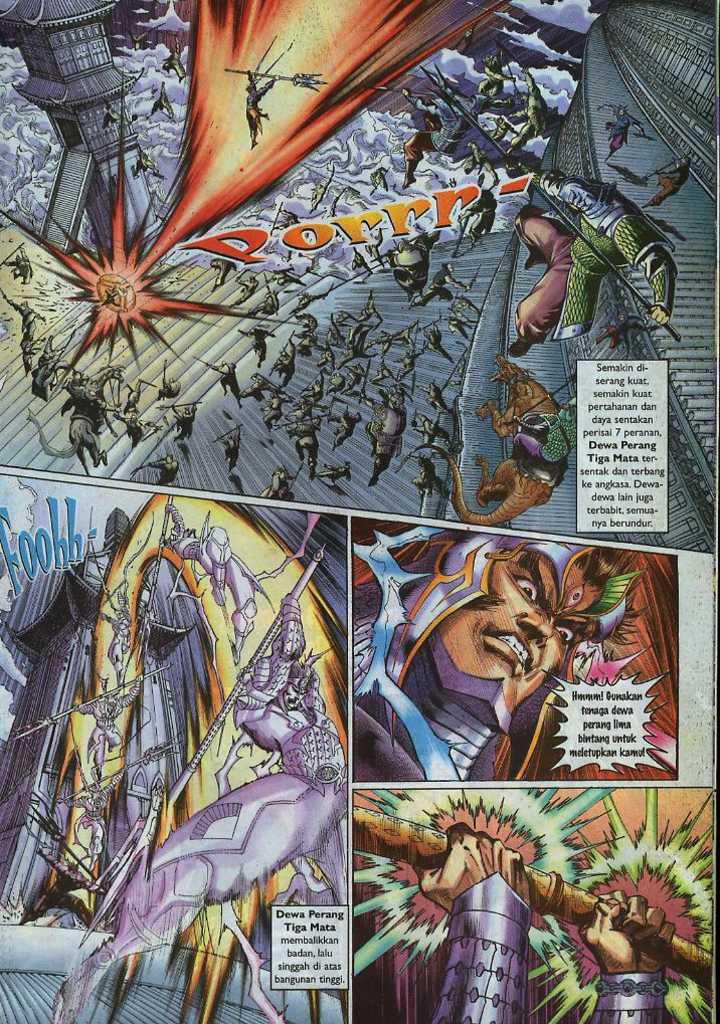 Porrrr-
Semakin di-
serang kuat,
semakin kuat
pertahanan dan
daya sentakan
perisai 7 peranan,
Dewa Perang
Tiga Mata ter-
sentak dan terbang
ke angkasa. Dewa-
dewa lain juga
terbabit, semua-
nya berundur.
Foohh-
Hmmm! Gunakan
tenaga dewa
perang lima
bintang untuk
meletupkan kamu!
Dewa Perang
Tiga Mata
membalikkan
badan, lalu
singgah di atas
bangunan tinggi.